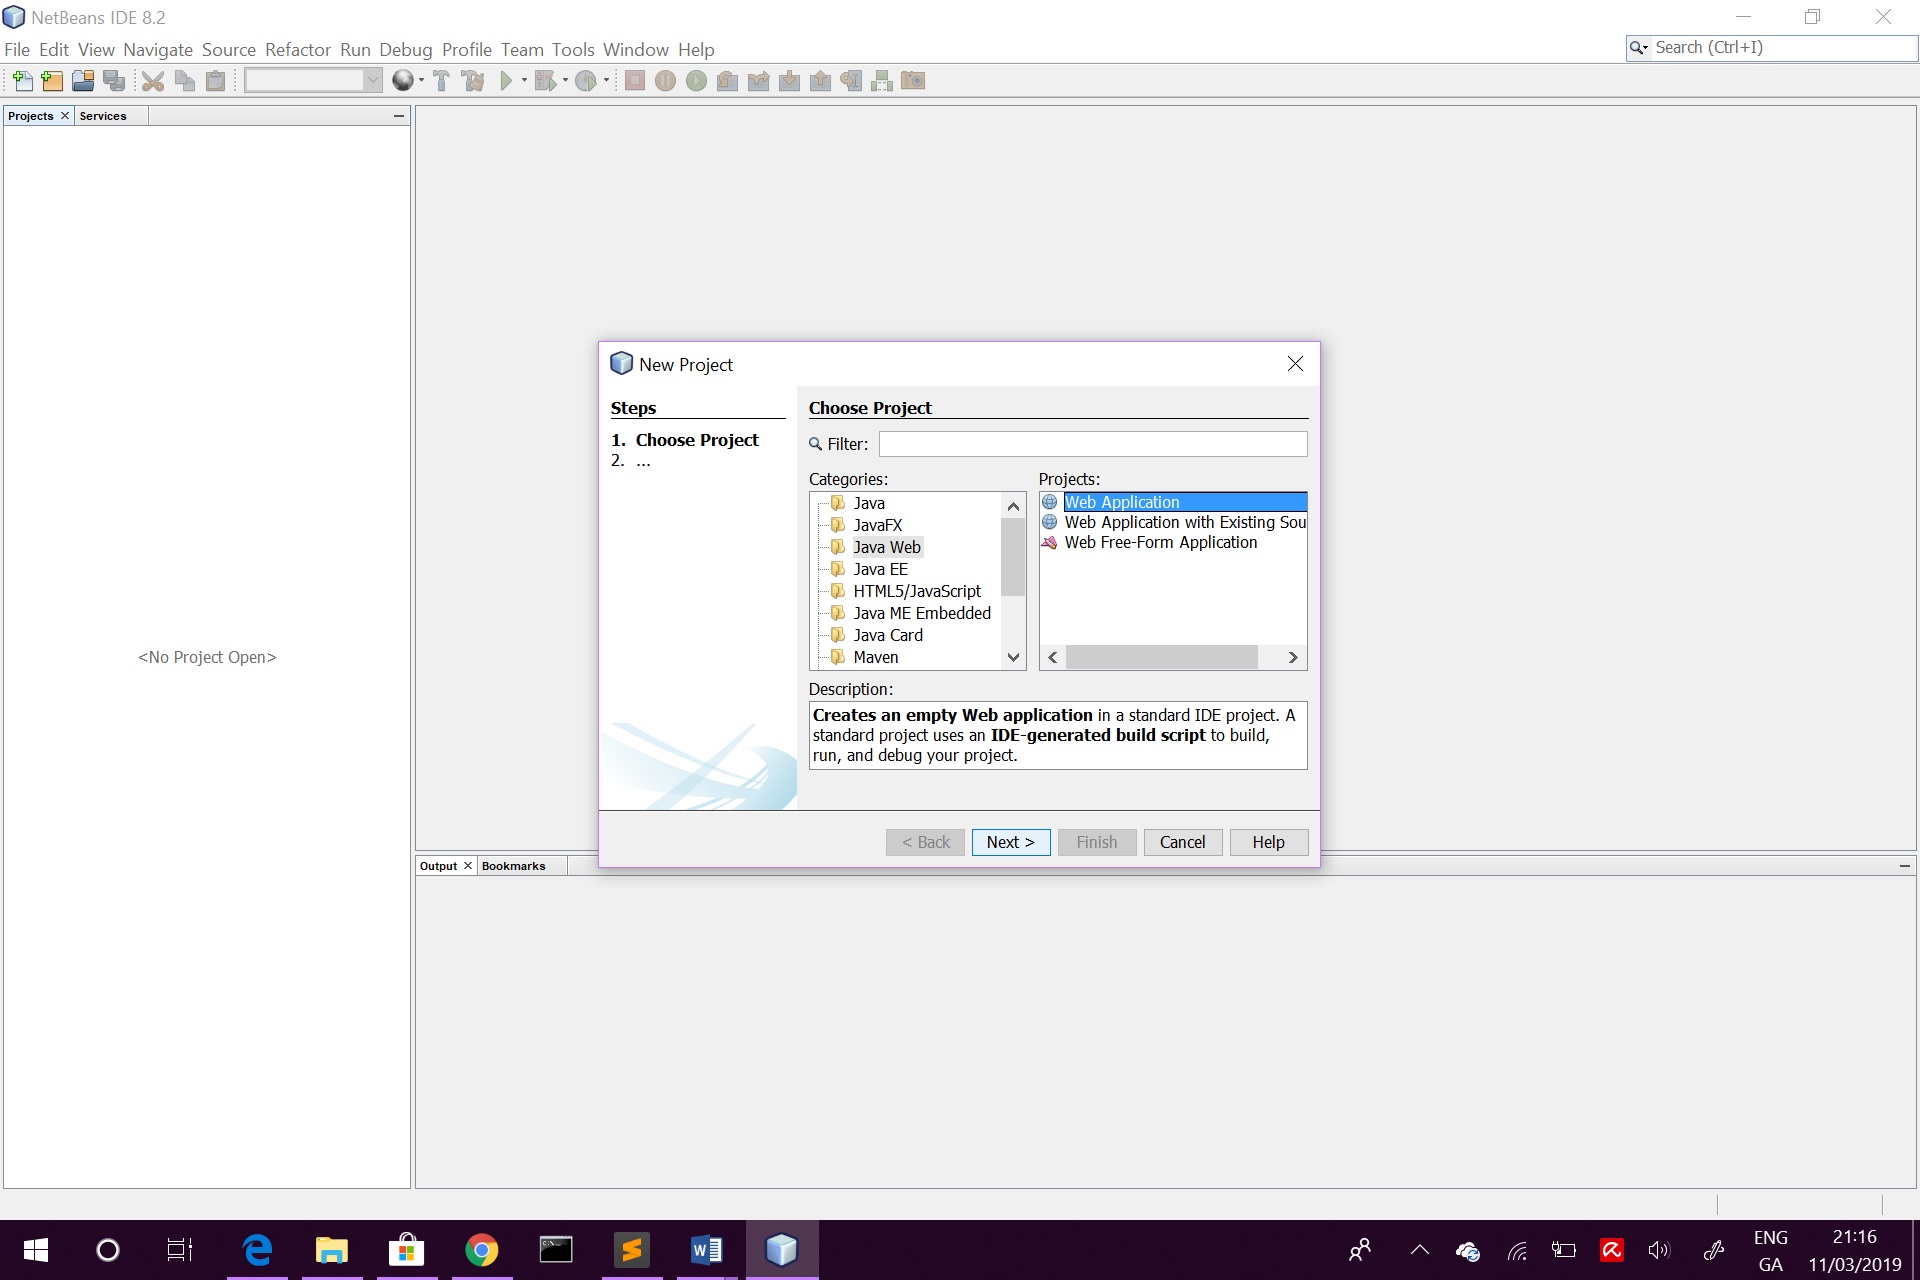 NetBeans IDE 8.2
File Edit View Navigate Source Refactor Run Debug Profile Team Tools Window Help
Search (Ctrl+I)
Projects Services
<No Project Open>
New Project
Steps
1. Choose Project
2. ...
Choose Project
Filter:
Categories:
Java
JavaFX
Java Web
Java EE
HTML5/JavaScript
Java ME Embedded
Java Card
Maven
Projects:
Web Application
Web Application with Existing Sou
Web Free-Form Application
Description:
Creates an empty Web application in a standard IDE project. A
standard project uses an IDE-generated build script to build,
run, and debug your project.
< Back Next > Finish Cancel Help
Output Bookmarks
ENG
GA
21:16
11/03/2019